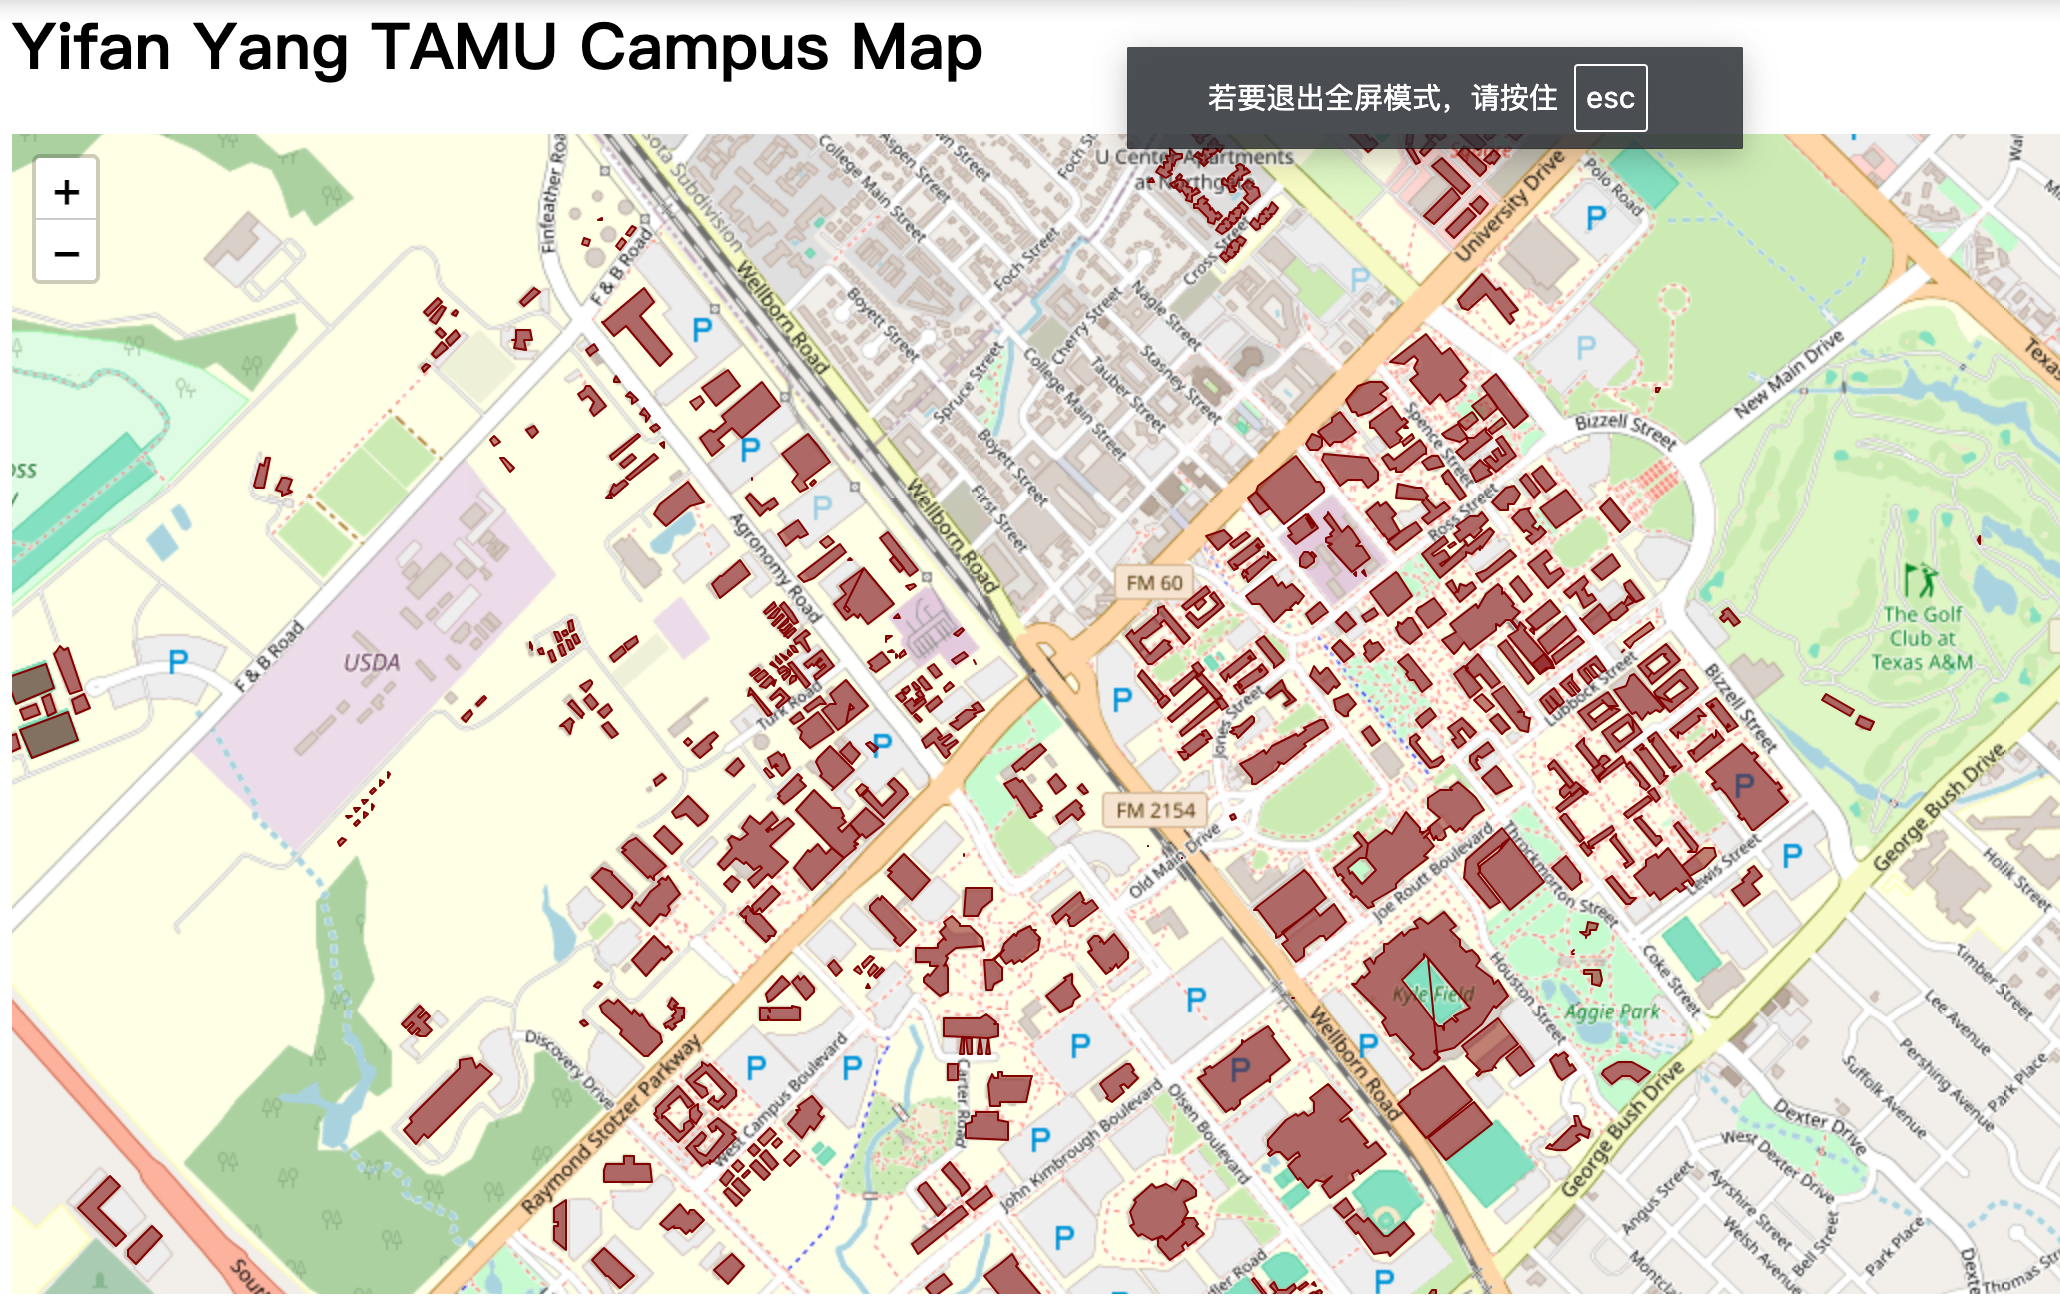 Yifan Yang TAMU Campus Map
若要退出全屏模式，请按住 esc
+
−
Finfeather Roa
F & B Road
Wellborn Road
College Main Street
Aspen Street
U Center Apartments
at Northgate
University Drive
Polo Road
P
P
P
Foch Street
Boyett Street
Cherry Street
Nagle Street
Cross Street
Stasney Street
Tauber Street
College Main Street
Spruce Street
Boyett Street
First Street
Wellborn Road
New Main Drive
Texas
Bizzell Street
Spence Street
Ross Street
P
P
P
Agronomy Road
FM 60
The Golf
Club at
Texas A&M
USDA
P
F & B Road
Turk Road
P
P
Jones Street
Lubbock Street
Bizzell Street
P
FM 2154
Old Main Drive
Joe Routt Boulevard
Throckmorton Street
Lewis Street
P
George Bush Drive
Holik Street
Timber Street
Lee Avenue
Pershing Avenue
Park Place
Suffolk Avenue
Coke Street
Houston Street
Kyle Field
Aggie Park
P
P
P
P
P
P
Wellborn Road
Discovery Drive
Raymond Stotzer Parkway
West Campus Boulevard
Carter Road
P
John Kimbrough Boulevard
Olsen Boulevard
George Bush Drive
Dexter Drive
West Dexter Drive
Angus Street
Ayrshire Street
Welsh Avenue
Bell Street
Park Place
P
P